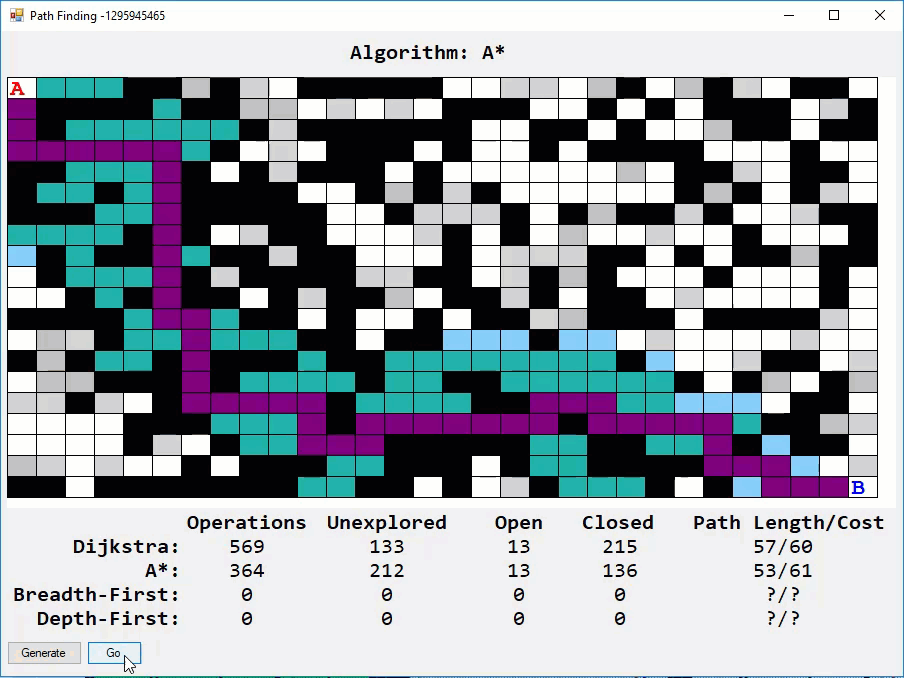 Path Finding -1295945465
Algorithm: A*
A
B
Operations Unexplored Open Closed Path Length/Cost
Dijkstra: 569 133 13 215 57/60
A*: 364 212 13 136 53/61
Breadth-First: 0 0 0 0 ?/?
Depth-First: 0 0 0 0 ?/?
Generate Go